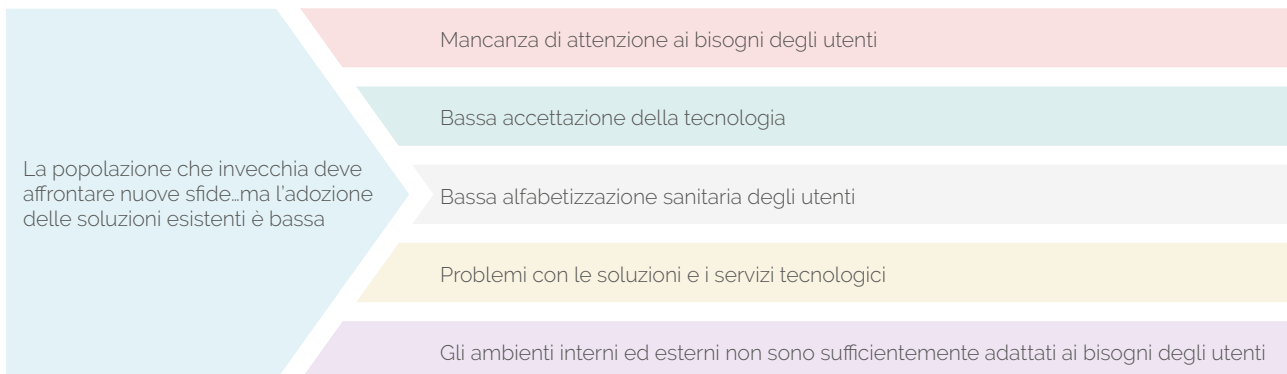 La popolazione che invecchia deve
affrontare nuove sfide...ma l'adozione
delle soluzioni esistenti è bassa
Mancanza di attenzione ai bisogni degli utenti
Bassa accettazione della tecnologia
Bassa alfabetizzazione sanitaria degli utenti
Problemi con le soluzioni e i servizi tecnologici
Gli ambienti interni ed esterni non sono sufficientemente adattati ai bisogni degli utenti